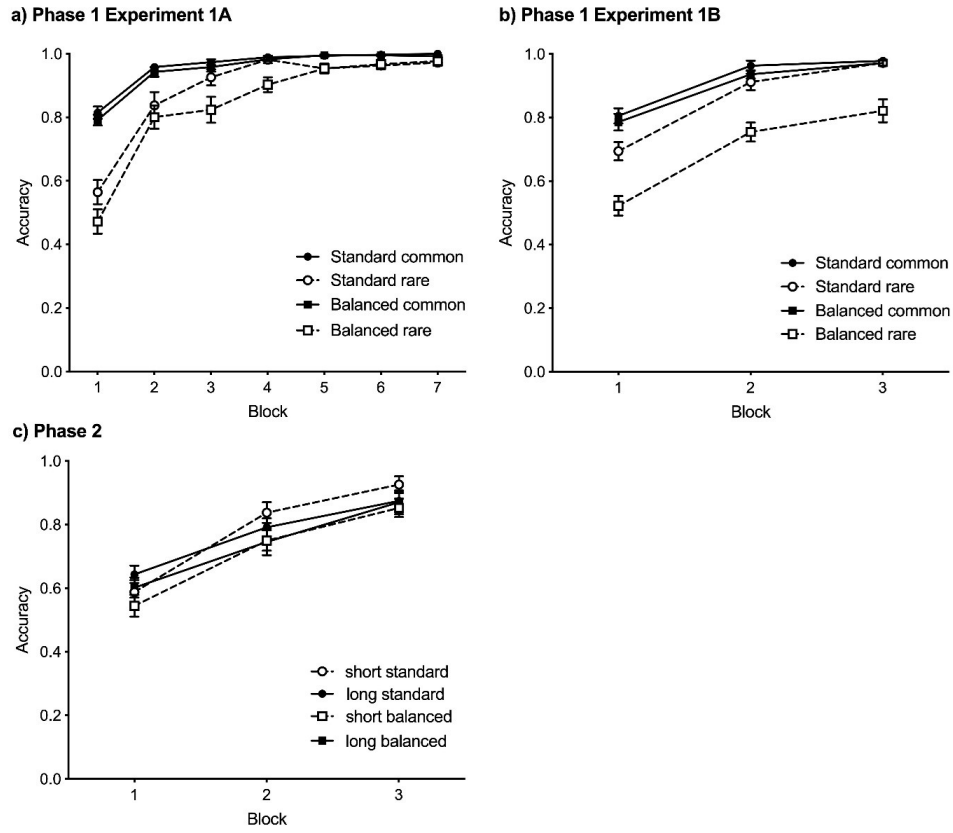 a) Phase 1 Experiment 1A
1.0
0.8
0.6
0.4
0.2
0.0
Accuracy
1 2 3 4 5 6 7
Block
Standard common
Standard rare
Balanced common
Balanced rare
b) Phase 1 Experiment 1B
1.0
0.8
0.6
0.4
0.2
0.0
Accuracy
1 2 3
Block
Standard common
Standard rare
Balanced common
Balanced rare
c) Phase 2
1.0
0.8
0.6
0.4
0.2
0.0
Accuracy
1 2 3
Block
short standard
long standard
short balanced
long balanced